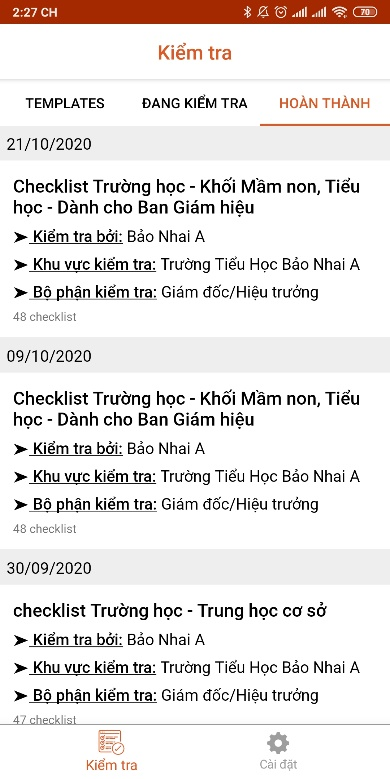 2:27 CH
70
Kiểm tra
TEMPLATES ĐANG KIỂM TRA HOÀN THÀNH
21/10/2020
Checklist Trường học - Khối Mầm non, Tiểu
học - Dành cho Ban Giám hiệu
➤ Kiểm tra bởi: Bảo Nhai A
➤ Khu vực kiểm tra: Trường Tiểu Học Bảo Nhai A
➤ Bộ phận kiểm tra: Giám đốc/Hiệu trưởng
48 checklist
09/10/2020
Checklist Trường học - Khối Mầm non, Tiểu
học - Dành cho Ban Giám hiệu
➤ Kiểm tra bởi: Bảo Nhai A
➤ Khu vực kiểm tra: Trường Tiểu Học Bảo Nhai A
➤ Bộ phận kiểm tra: Giám đốc/Hiệu trưởng
48 checklist
30/09/2020
checklist Trường học - Trung học cơ sở
➤ Kiểm tra bởi: Bảo Nhai A
➤ Khu vực kiểm tra: Trường Tiểu Học Bảo Nhai A
➤ Bộ phận kiểm tra: Giám đốc/Hiệu trưởng
47 checklist
Kiểm tra Cài đặt